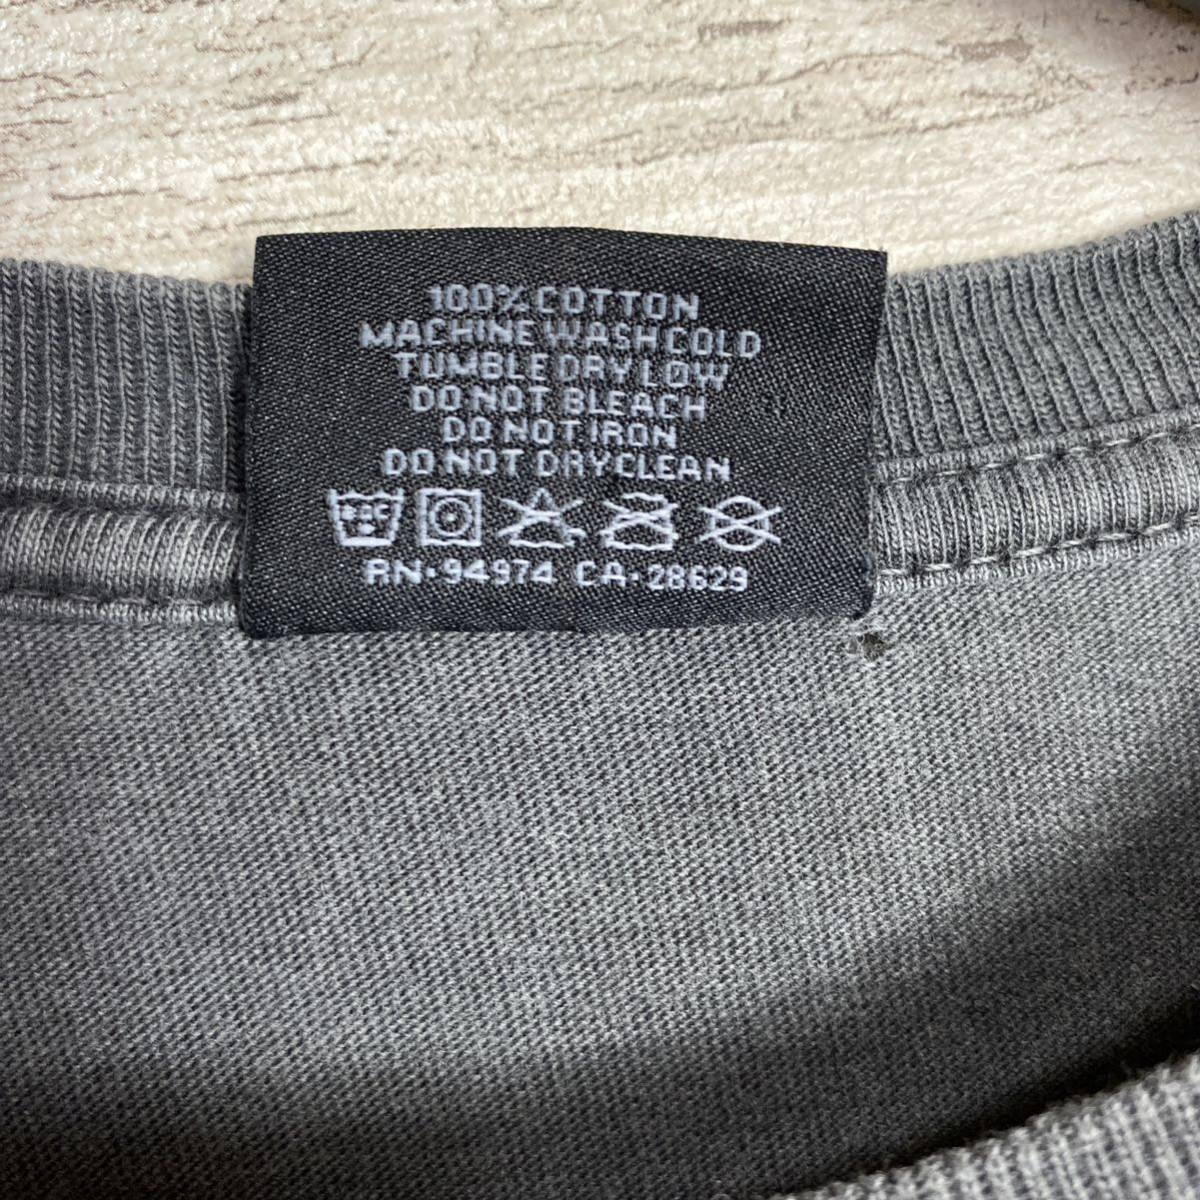 100% COTTON
MACHINE WASH COLD
TUMBLE DRY LOW
DO NOT BLEACH
DO NOT IRON
DO NOT DRYCLEAN
RN·94974 CA·28629